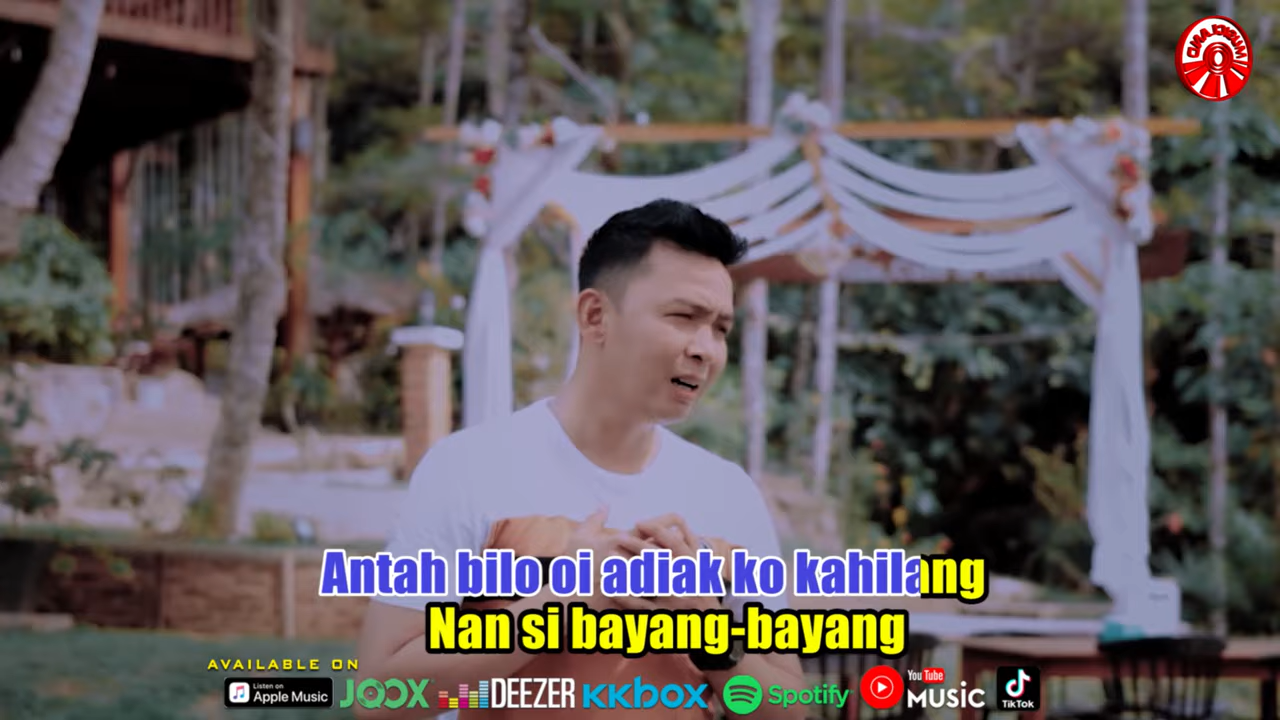 Antah bilo oi adiak ko kahilang
Nan si bayang-bayang
AVAILABLE ON
Listen on
Apple Music
JOOX
DEEZER
KKBOX
Spotify
YouTube
MUSIC
TikTok